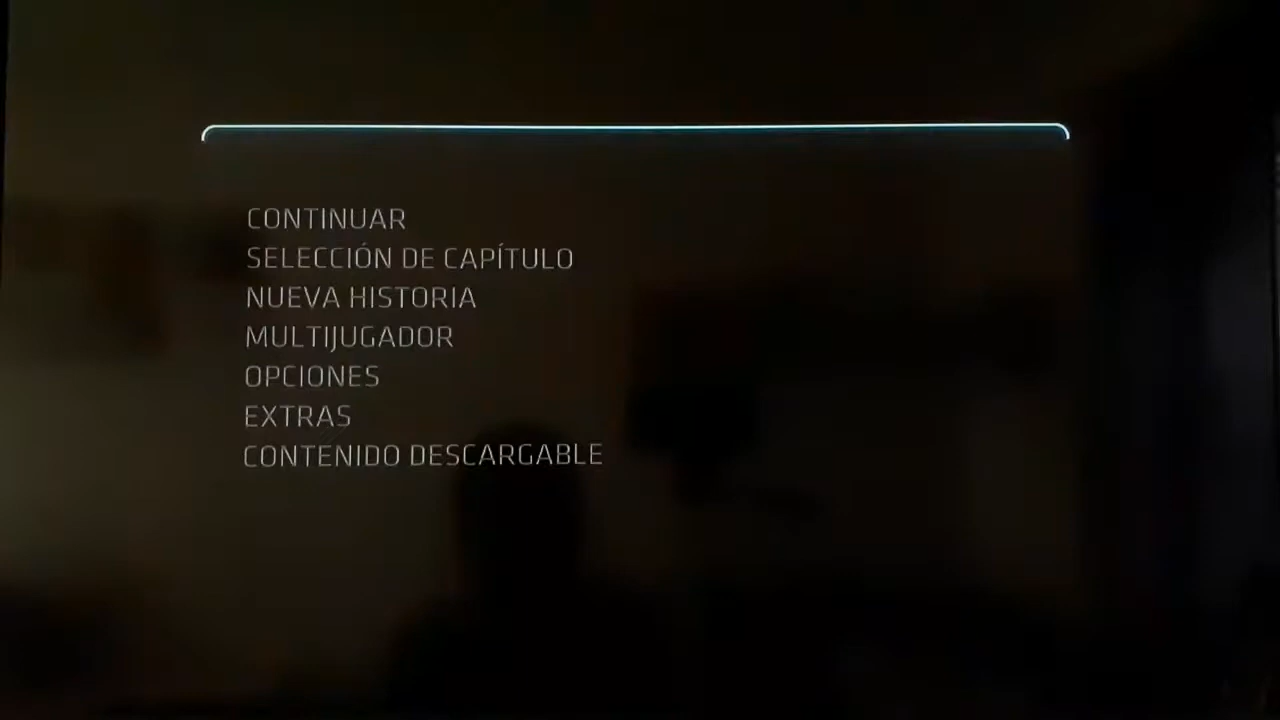 CONTINUAR
SELECCIÓN DE CAPÍTULO
NUEVA HISTORIA
MULTIJUGADOR
OPCIONES
EXTRAS
CONTENIDO DESCARGABLE